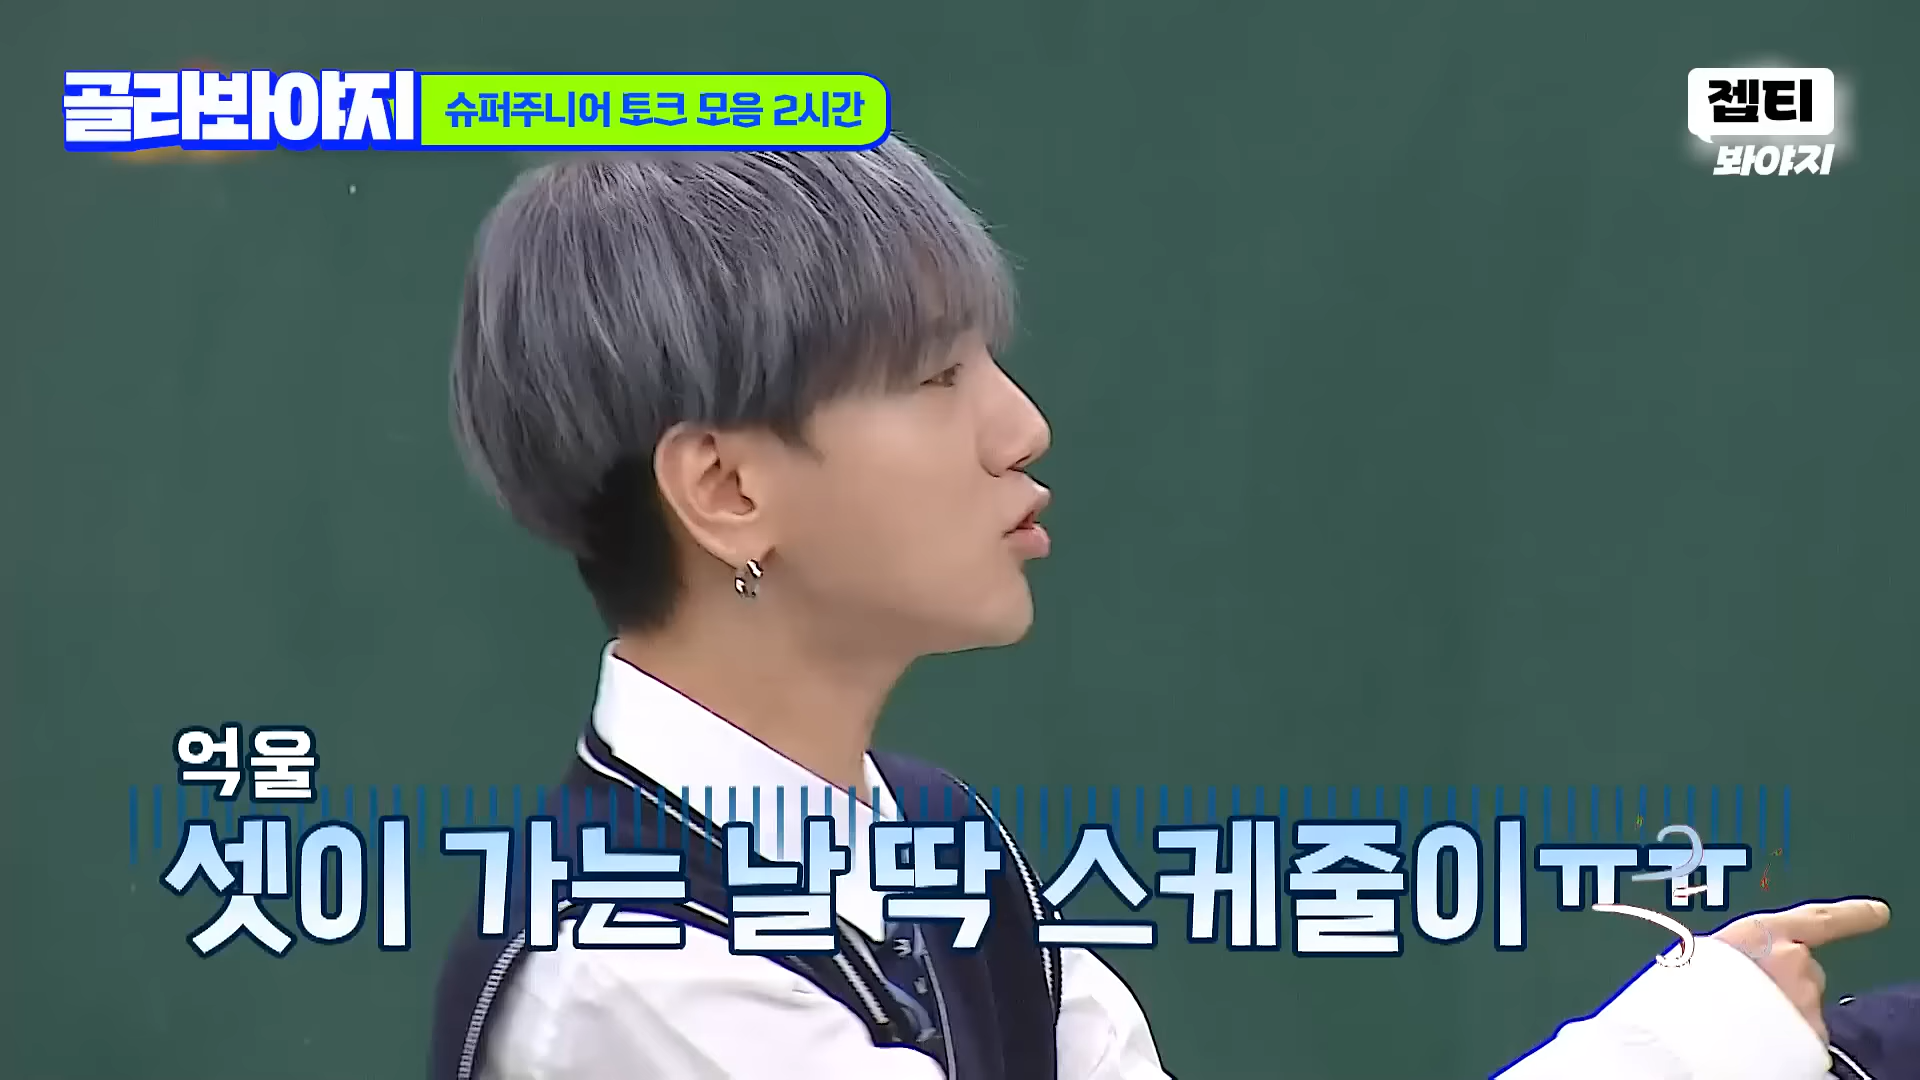 골라봐야지 슈퍼주니어 토크 모음 2시간
젭티
봐야지
억울
셋이 가는 날 딱 스케줄이ㅠㅠ